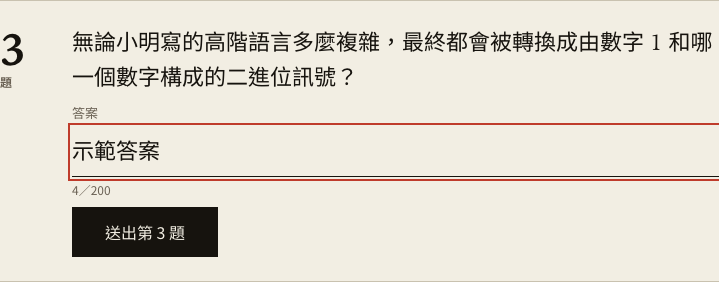 3
題
無論小明寫的高階語言多麼複雜，最終都會被轉換成由數字 1 和哪
一個數字構成的二進位訊號？
答案
示範答案
4／200
送出第 3 題